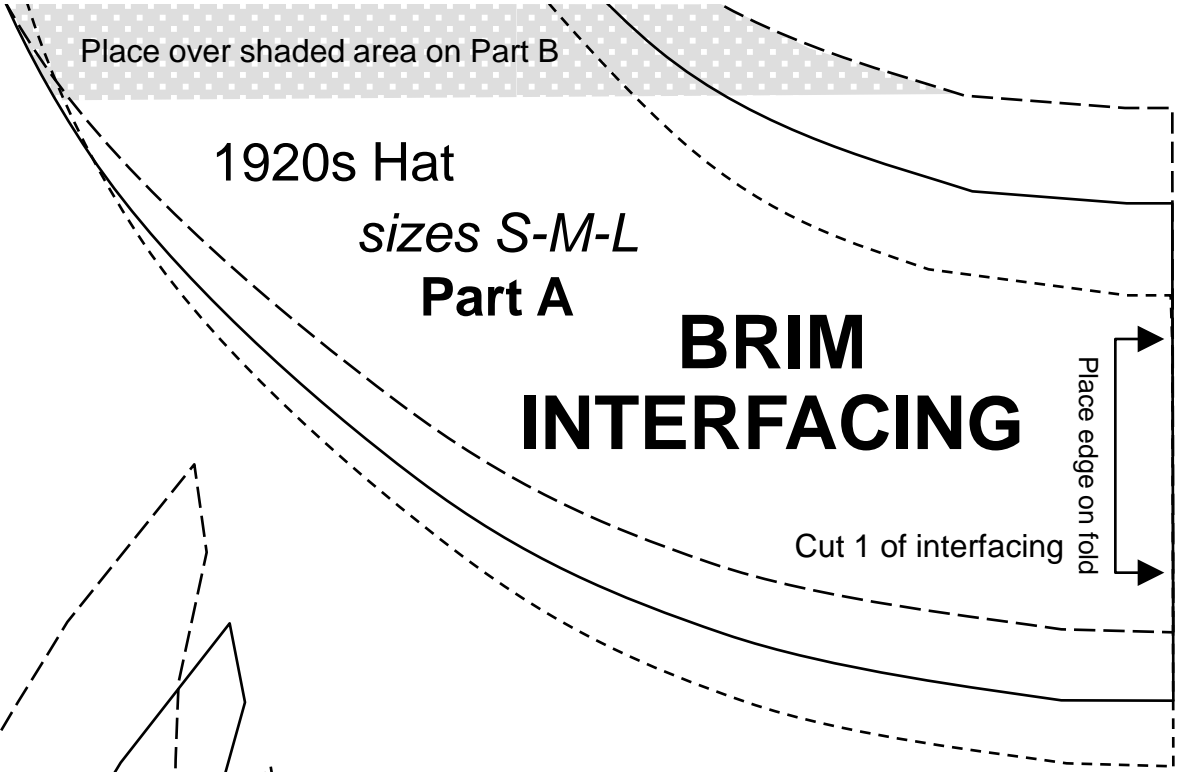 Place over shaded area on Part B
1920s Hat
sizes S-M-L
Part A
BRIM
INTERFACING
Place edge on fold
Cut 1 of interfacing